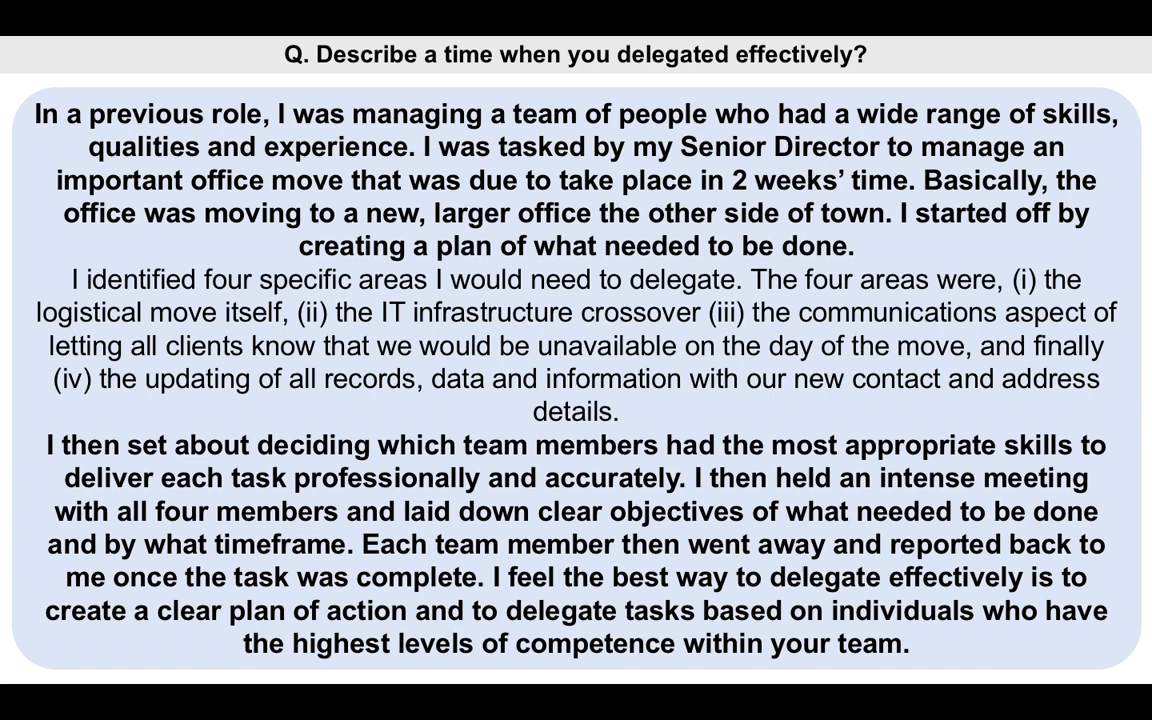 Q. Describe a time when you delegated effectively?
In a previous role, I was managing a team of people who had a wide range of skills,
qualities and experience. I was tasked by my Senior Director to manage an
important office move that was due to take place in 2 weeks’ time. Basically, the
office was moving to a new, larger office the other side of town. I started off by
creating a plan of what needed to be done.
I identified four specific areas I would need to delegate. The four areas were, (i) the
logistical move itself, (ii) the IT infrastructure crossover (iii) the communications aspect of
letting all clients know that we would be unavailable on the day of the move, and finally
(iv) the updating of all records, data and information with our new contact and address
details.
I then set about deciding which team members had the most appropriate skills to
deliver each task professionally and accurately. I then held an intense meeting
with all four members and laid down clear objectives of what needed to be done
and by what timeframe. Each team member then went away and reported back to
me once the task was complete. I feel the best way to delegate effectively is to
create a clear plan of action and to delegate tasks based on individuals who have
the highest levels of competence within your team.